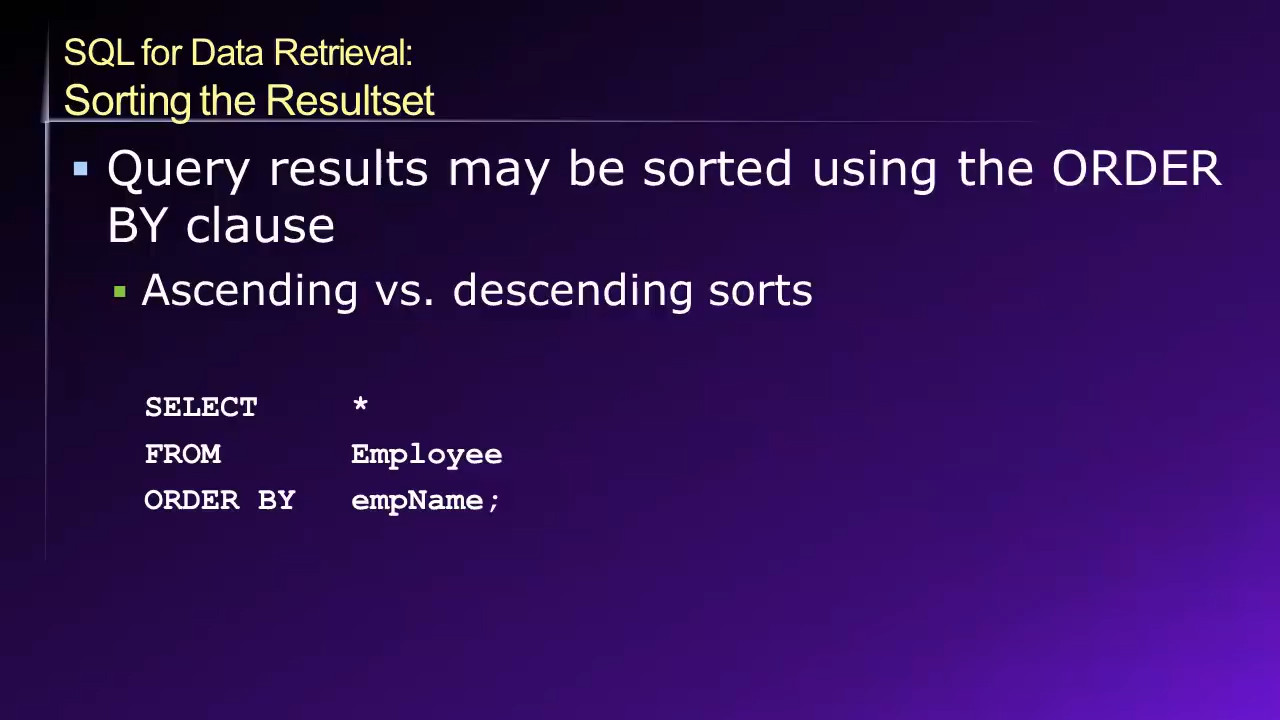 SQL for Data Retrieval:
Sorting the Resultset
Query results may be sorted using the ORDER
BY clause
Ascending vs. descending sorts
SELECT *
FROM Employee
ORDER BY empName;